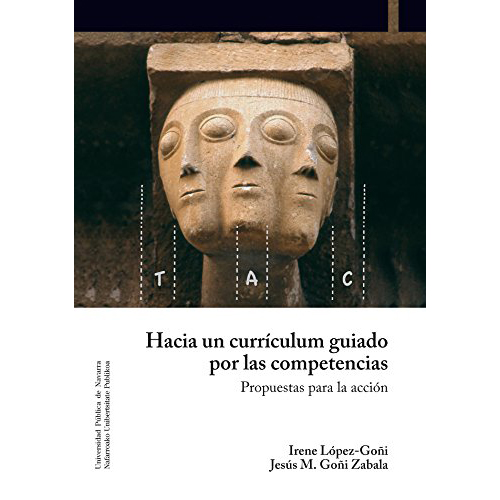 T A C
Hacia un currículum guiado
por las competencias
Propuestas para la acción
Irene López-Goñi
Jesús M. Goñi Zabala
Universidad Pública de Navarra
Nafarroako Unibertsitate Publikoa